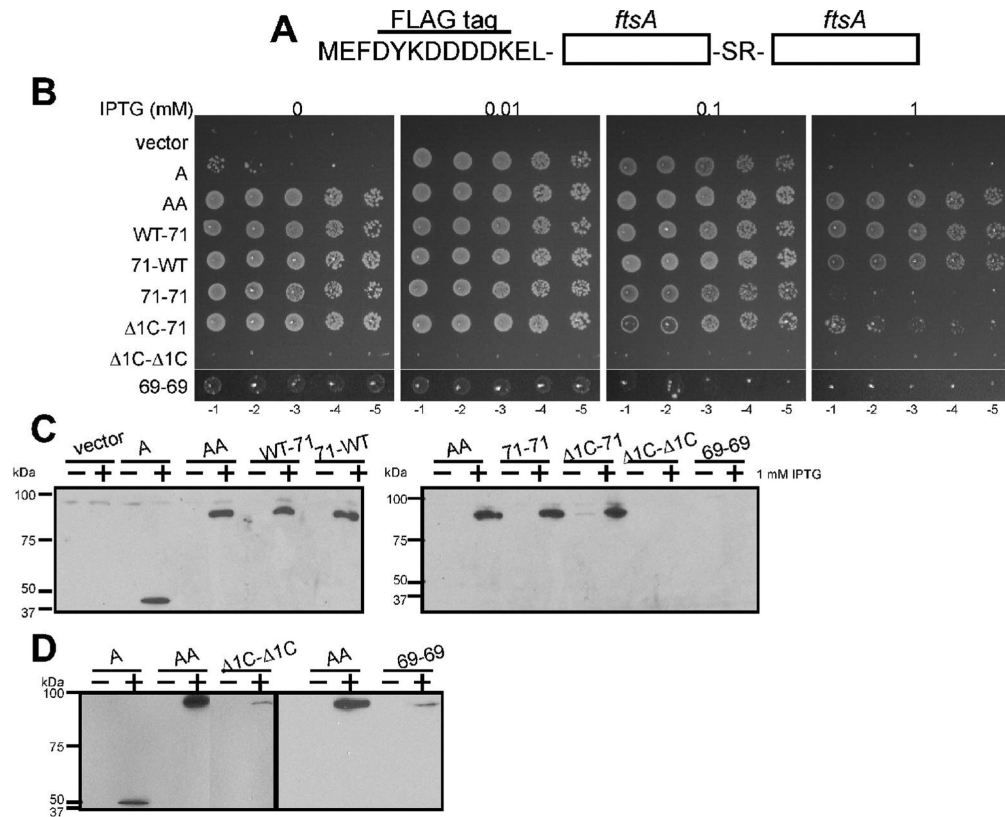 A
FLAG tag
ftsA
ftsA
MEFDYKDDDDKEL-
-SR-
B
IPTG (mM)
0
0.01
0.1
1
vector
A
AA
WT-71
71-WT
71-71
Δ1C-71
Δ1C-Δ1C
69-69
-1 -2 -3 -4 -5
-1 -2 -3 -4 -5
-1 -2 -3 -4 -5
-1 -2 -3 -4 -5
C
vector A AA WT-71 71-WT
AA 71-71 Δ1C-71 Δ1C-Δ1C 69-69
kDa − + − + − + − + − +
kDa − + − + − + − + − + 1 mM IPTG
100
75
50
37
100
75
50
37
D
A AA Δ1C-Δ1C AA 69-69
kDa − + − + − + − + − +
100
75
50
37